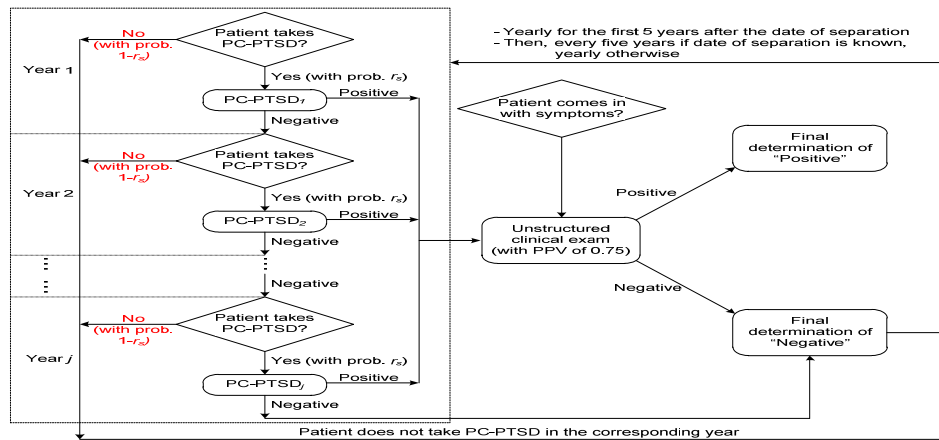 - Yearly for the first 5 years after the date of separation
- Then, every five years if date of separation is known,
yearly otherwise
Year 1
Patient takes
PC-PTSD?
No
(with prob.
1-rs)
Yes (with prob. rs)
PC-PTSD1
Positive
Negative
Year 2
Patient takes
PC-PTSD?
No
(with prob.
1-rs)
Yes (with prob. rs)
PC-PTSD2
Positive
Negative
...
...
...
Negative
Year j
Patient takes
PC-PTSD?
No
(with prob.
1-rs)
Yes (with prob. rs)
PC-PTSDj
Positive
Negative
Patient comes in
with symptoms?
Unstructured
clinical exam
(with PPV of 0.75)
Positive
Final
determination of
“Positive”
Negative
Final
determination of
“Negative”
Patient does not take PC-PTSD in the corresponding year